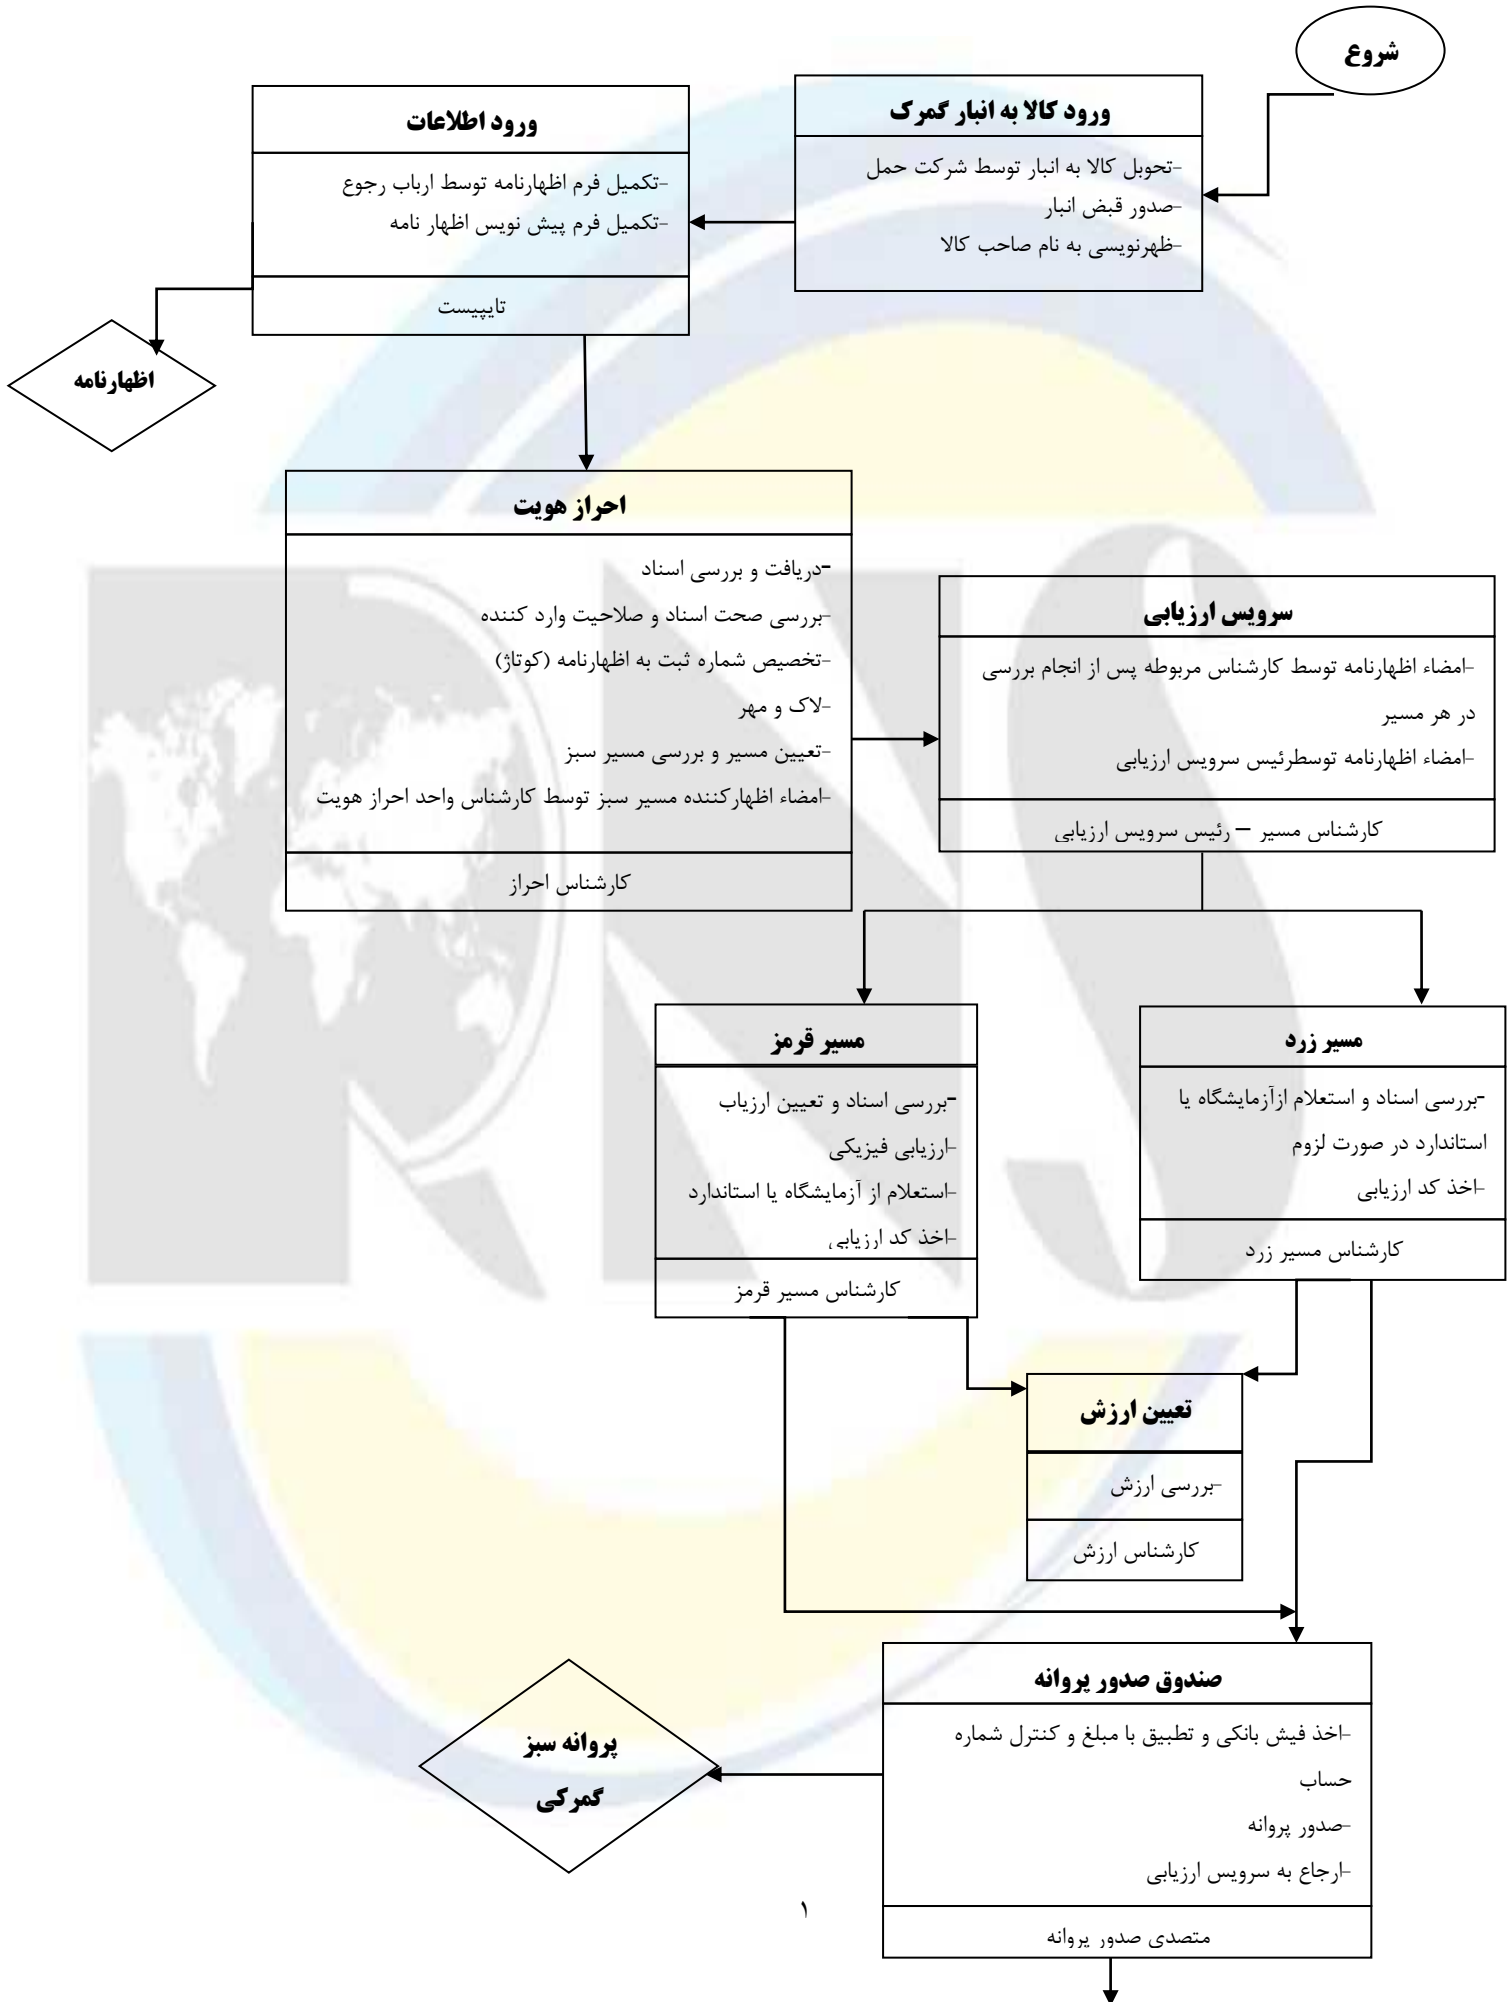 شروع
ورود کالا به انبار گمرک
-تحویل کالا به انبار توسط شرکت حمل
-صدور قبض انبار
-ظهرنویسی به نام صاحب کالا
ورود اطلاعات
-تکمیل فرم اظهارنامه توسط ارباب رجوع
-تکمیل فرم پیش نویس اظهار نامه
تایپیست
اظهارنامه
احراز هویت
-دریافت و بررسی اسناد
-بررسی صحت اسناد و صلاحیت وارد کننده
-تخصیص شماره ثبت به اظهارنامه (کوتاژ)
-لاک و مهر
-تعیین مسیر و بررسی مسیر سبز
-امضاء اظهارکننده مسیر سبز توسط کارشناس واحد احراز هویت
کارشناس احراز
سرویس ارزیابی
-امضاء اظهارنامه توسط کارشناس مربوطه پس از انجام بررسی
در هر مسیر
-امضاء اظهارنامه توسطرئیس سرویس ارزیابی
کارشناس مسیر – رئیس سرویس ارزیابی
مسیر زرد
-بررسی اسناد و استعلام ازآزمایشگاه یا
استاندارد در صورت لزوم
-اخذ کد ارزیابی
کارشناس مسیر زرد
مسیر قرمز
-بررسی اسناد و تعیین ارزیاب
-ارزیابی فیزیکی
-استعلام از آزمایشگاه یا استاندارد
-اخذ کد ارزیابی
کارشناس مسیر قرمز
تعیین ارزش
-بررسی ارزش
کارشناس ارزش
صندوق صدور پروانه
-اخذ فیش بانکی و تطبیق با مبلغ و کنترل شماره
حساب
-صدور پروانه
-ارجاع به سرویس ارزیابی
متصدی صدور پروانه
پروانه سبز
گمرکی
۱
RNS